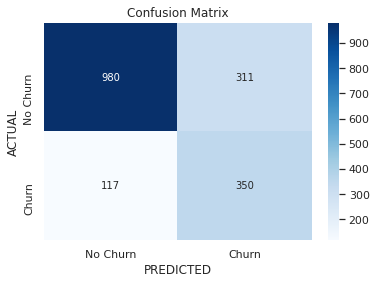 Confusion Matrix
ACTUAL
No Churn
Churn
980
311
117
350
No Churn
Churn
PREDICTED
900
800
700
600
500
400
300
200